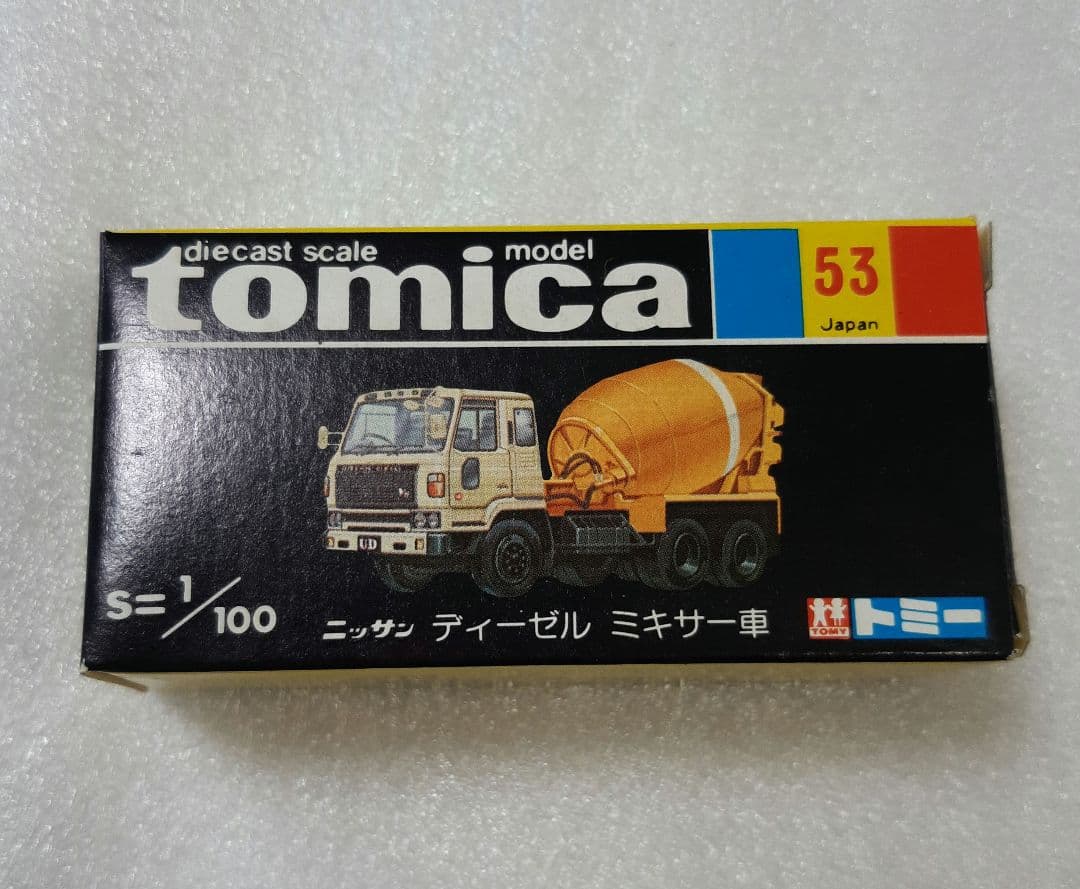 diecast scale model
tomica
53
Japan
S=1/100
ニッサン ディーゼル ミキサー車
TOMY
トミー
UD